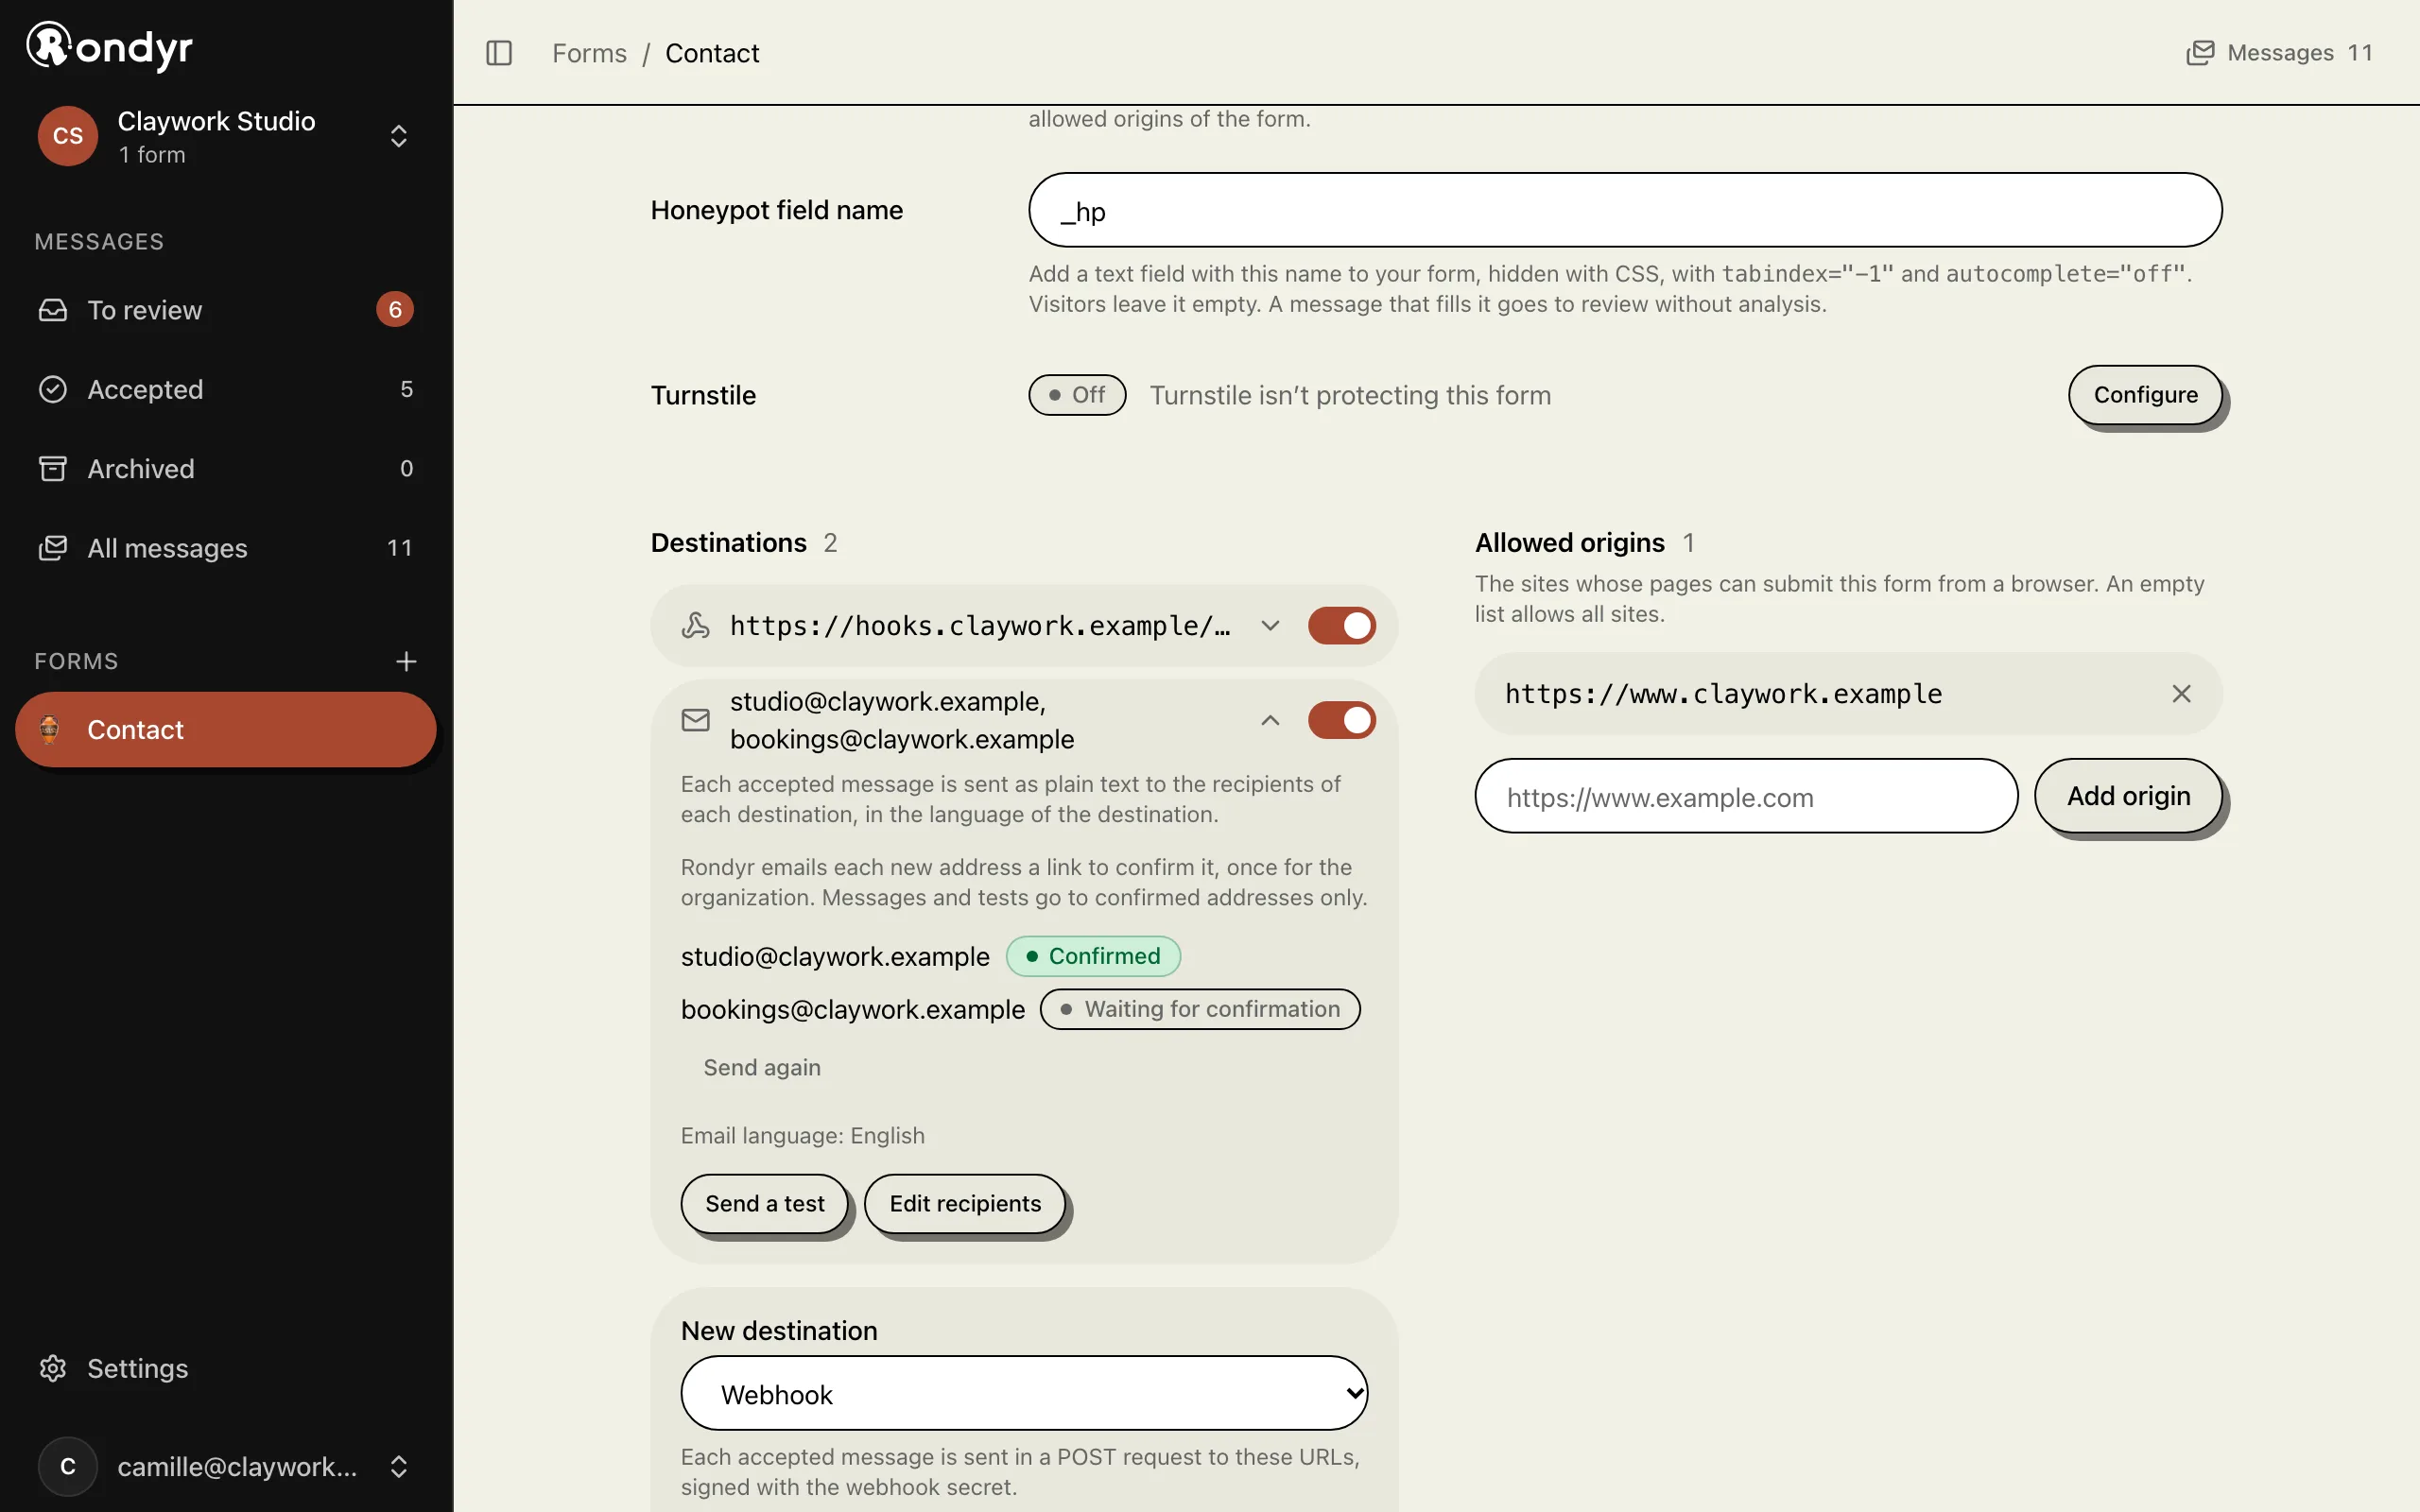 Rondyr
CS
Claywork Studio
1 form
MESSAGES
To review 6
Accepted 5
Archived 0
All messages 11
FORMS
Contact
Settings
C
camille@claywork...
Forms / Contact
Messages 11
allowed origins of the form.
Honeypot field name
_hp
Add a text field with this name to your form, hidden with CSS, with tabindex="-1" and autocomplete="off".
Visitors leave it empty. A message that fills it goes to review without analysis.
Turnstile
Off
Turnstile isn’t protecting this form
Configure
Destinations 2
https://hooks.claywork.example/…
studio@claywork.example,
bookings@claywork.example
Each accepted message is sent as plain text to the recipients of
each destination, in the language of the destination.
Rondyr emails each new address a link to confirm it, once for the
organization. Messages and tests go to confirmed addresses only.
studio@claywork.example Confirmed
bookings@claywork.example Waiting for confirmation
Send again
Email language: English
Send a test
Edit recipients
New destination
Webhook
Each accepted message is sent in a POST request to these URLs,
signed with the webhook secret.
Allowed origins 1
The sites whose pages can submit this form from a browser. An empty
list allows all sites.
https://www.claywork.example
https://www.example.com
Add origin